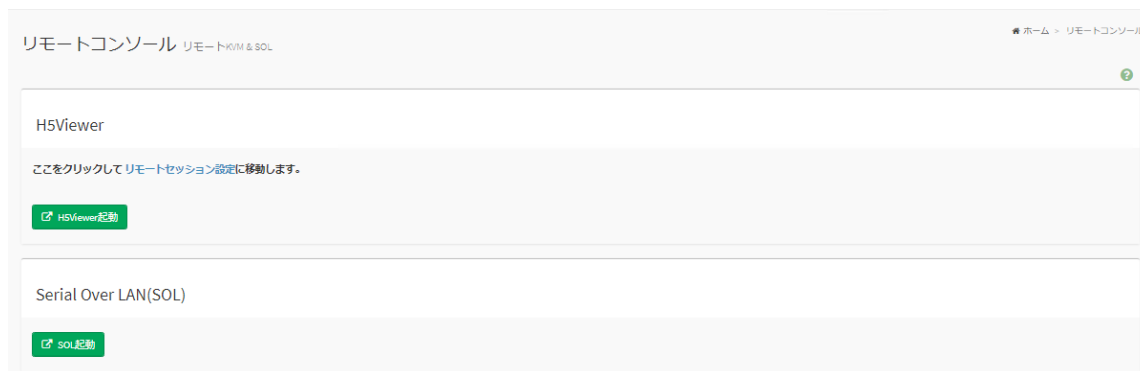 リモートコンソール リモートKVM & SOL
ホーム > リモートコンソール
H5Viewer
ここをクリックして リモートセッション設定に移動します。
H5Viewer起動
Serial Over LAN(SOL)
SOL起動